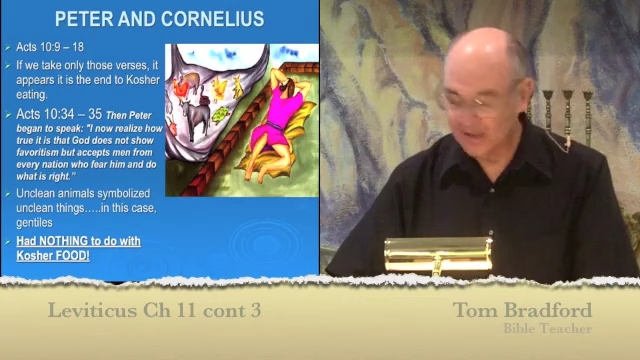 PETER AND CORNELIUS
Acts 10:9 – 18
If we take only those verses, it
appears it is the end to Kosher
eating.
Acts 10:34 – 35 Then Peter
began to speak: "I now realize how
true it is that God does not show
favoritism but accepts men from
every nation who fear him and do
what is right."
Unclean animals symbolized
unclean things.....in this case,
gentiles
Had NOTHING to do with
Kosher FOOD!
Leviticus Ch 11 cont 3
Tom Bradford
Bible Teacher